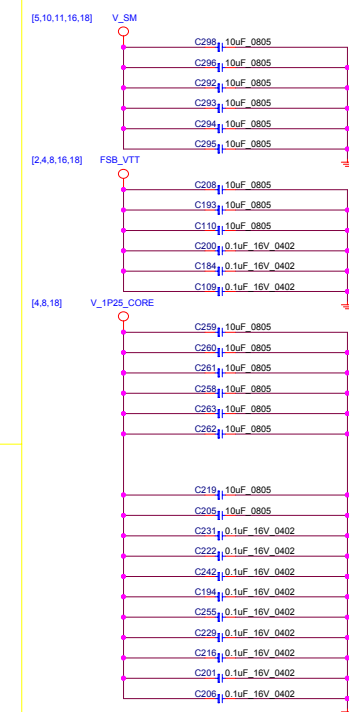 [5,10,11,16,18] V_SM
C298 10uF_0805
C296 10uF_0805
C292 10uF_0805
C293 10uF_0805
C294 10uF_0805
C295 10uF_0805
[2,4,8,16,18] FSB_VTT
C208 10uF_0805
C193 10uF_0805
C110 10uF_0805
C200 0.1uF_16V_0402
C184 0.1uF_16V_0402
C109 0.1uF_16V_0402
[4,8,18] V_1P25_CORE
C259 10uF_0805
C260 10uF_0805
C261 10uF_0805
C258 10uF_0805
C263 10uF_0805
C262 10uF_0805
C219 10uF_0805
C205 10uF_0805
C231 0.1uF_16V_0402
C222 0.1uF_16V_0402
C242 0.1uF_16V_0402
C194 0.1uF_16V_0402
C255 0.1uF_16V_0402
C229 0.1uF_16V_0402
C216 0.1uF_16V_0402
C201 0.1uF_16V_0402
C206 0.1uF_16V_0402